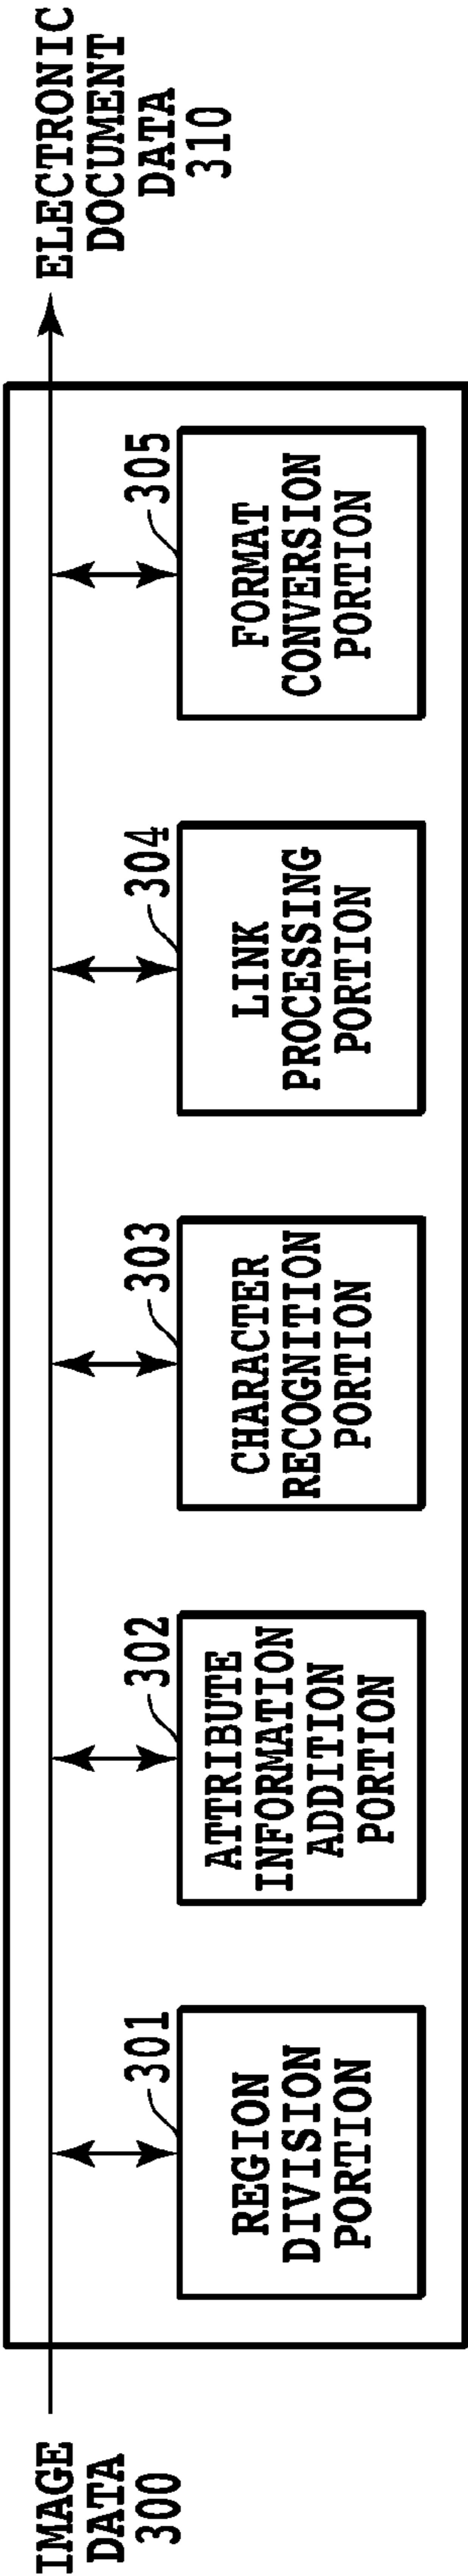 IMAGE
DATA
300
301
REGION
DIVISION
PORTION
302
ATTRIBUTE
INFORMATION
ADDITION
PORTION
303
CHARACTER
RECOGNITION
PORTION
304
LINK
PROCESSING
PORTION
305
FORMAT
CONVERSION
PORTION
ELECTRONIC
DOCUMENT
DATA
310